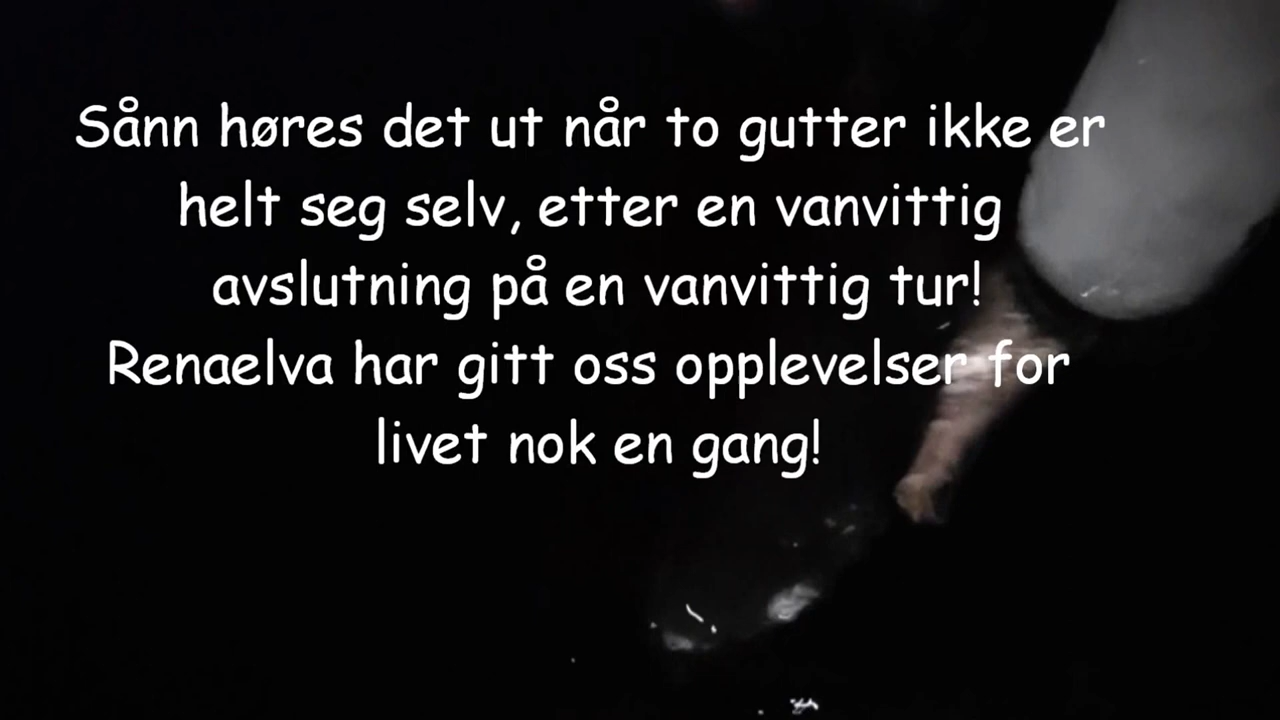 Sånn høres det ut når to gutter ikke er
helt seg selv, etter en vanvittig
avslutning på en vanvittig tur!
Renaelva har gitt oss opplevelser for
livet nok en gang!